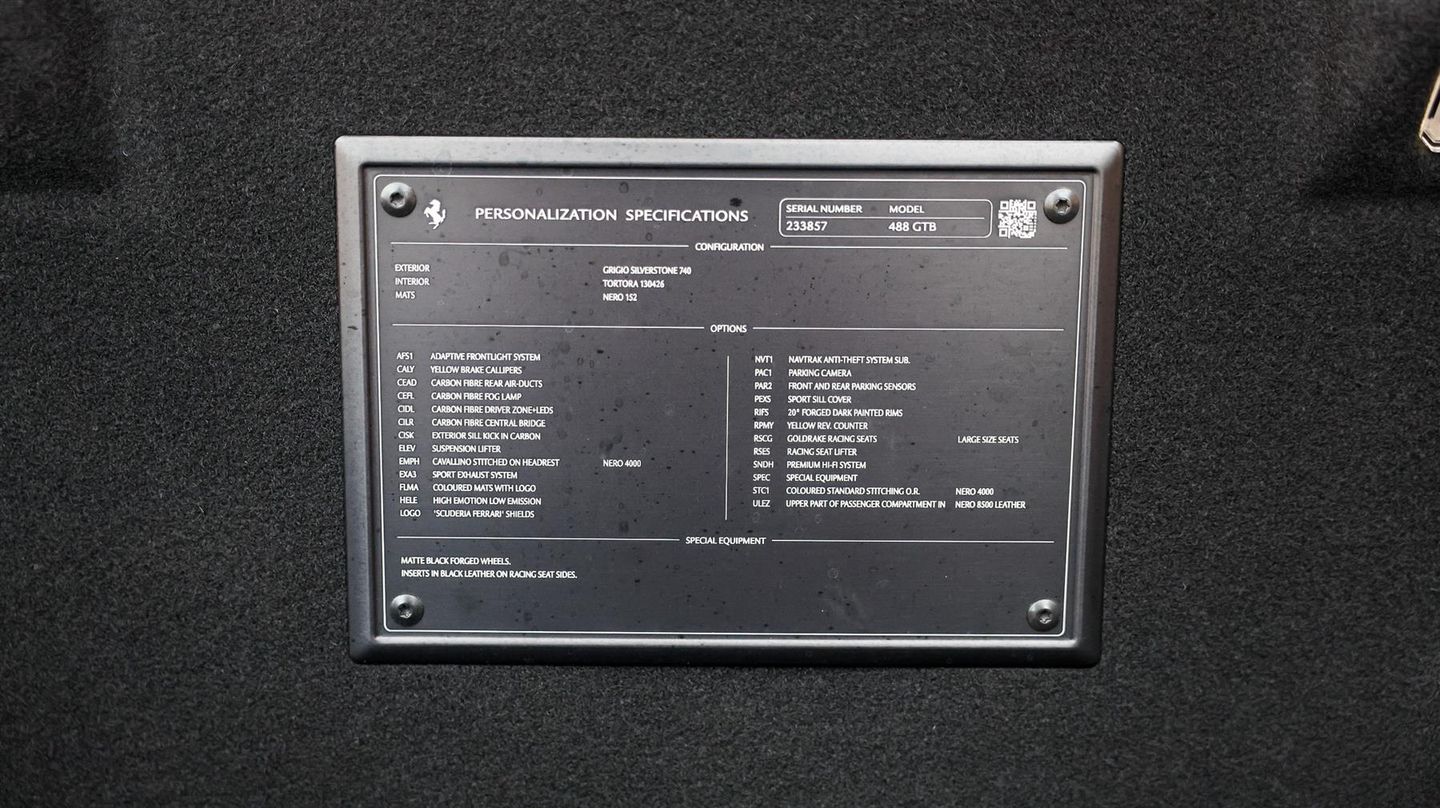 PERSONALIZATION SPECIFICATIONS
SERIAL NUMBER MODEL
233857 488 GTB
CONFIGURATION
EXTERIOR GRIGIO SILVERSTONE 740
INTERIOR TORTORA 130426
MATS NERO 152
OPTIONS
AFS1 ADAPTIVE FRONTLIGHT SYSTEM
CALY YELLOW BRAKE CALLIPERS
CEAD CARBON FIBRE REAR AIR-DUCTS
CEFL CARBON FIBRE FOG LAMP
CIDL CARBON FIBRE DRIVER ZONE+LEDS
CILR CARBON FIBRE CENTRAL BRIDGE
CISK EXTERIOR SILL KICK IN CARBON
ELEV SUSPENSION LIFTER
EMPH CAVALLINO STITCHED ON HEADREST NERO 4000
EXA3 SPORT EXHAUST SYSTEM
FLMA COLOURED MATS WITH LOGO
HELE HIGH EMOTION LOW EMISSION
LOGO 'SCUDERIA FERRARI' SHIELDS
NVT1 NAVTRAK ANTI-THEFT SYSTEM SUB.
PAC1 PARKING CAMERA
PAR2 FRONT AND REAR PARKING SENSORS
PEXS SPORT SILL COVER
RIFS 20" FORGED DARK PAINTED RIMS
RPMY YELLOW REV. COUNTER
RSCG GOLDRAKE RACING SEATS LARGE SIZE SEATS
RSES RACING SEAT LIFTER
SNDH PREMIUM HI-FI SYSTEM
SPEC SPECIAL EQUIPMENT
STC1 COLOURED STANDARD STITCHING O.R. NERO 4000
ULEZ UPPER PART OF PASSENGER COMPARTMENT IN NERO 8500 LEATHER
SPECIAL EQUIPMENT
MATTE BLACK FORGED WHEELS.
INSERTS IN BLACK LEATHER ON RACING SEAT SIDES.